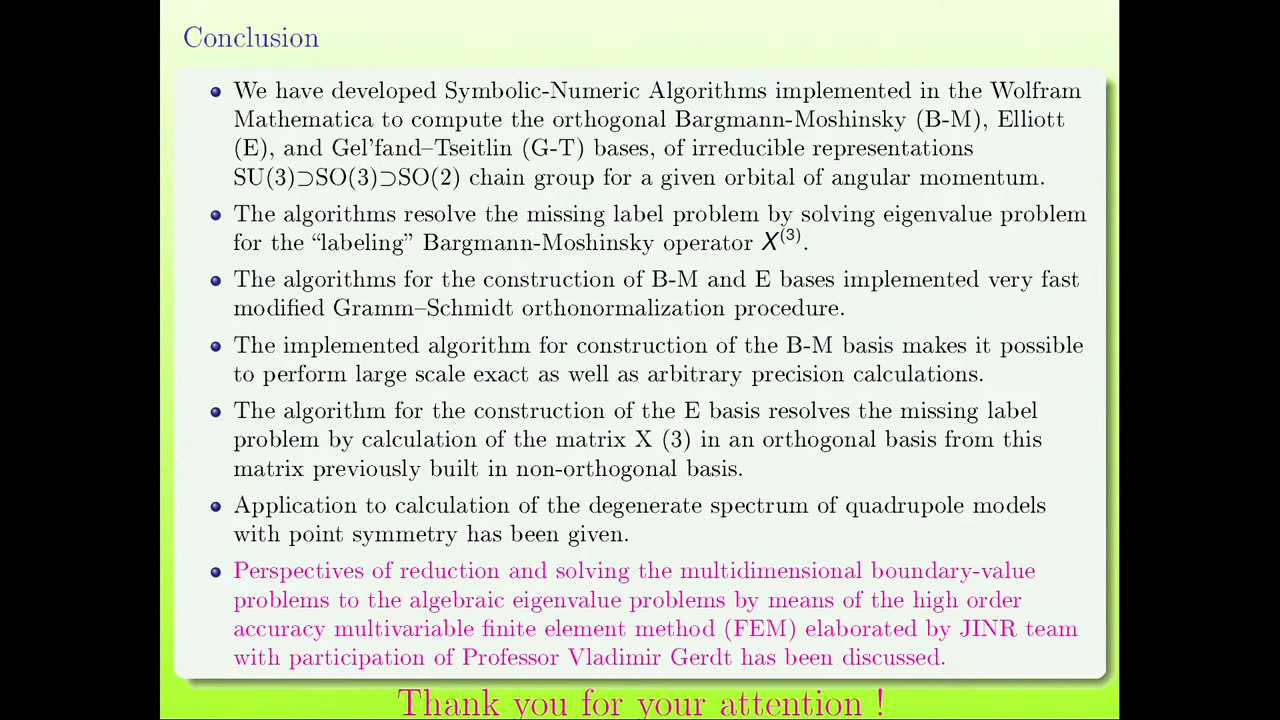 Conclusion
We have developed Symbolic-Numeric Algorithms implemented in the Wolfram
Mathematica to compute the orthogonal Bargmann-Moshinsky (B-M), Elliott
(E), and Gel'fand–Tseitlin (G-T) bases, of irreducible representations
SU(3)⊃SO(3)⊃SO(2) chain group for a given orbital of angular momentum.
The algorithms resolve the missing label problem by solving eigenvalue problem
for the “labeling” Bargmann-Moshinsky operator X⁽³⁾.
The algorithms for the construction of B-M and E bases implemented very fast
modified Gramm–Schmidt orthonormalization procedure.
The implemented algorithm for construction of the B-M basis makes it possible
to perform large scale exact as well as arbitrary precision calculations.
The algorithm for the construction of the E basis resolves the missing label
problem by calculation of the matrix X (3) in an orthogonal basis from this
matrix previously built in non-orthogonal basis.
Application to calculation of the degenerate spectrum of quadrupole models
with point symmetry has been given.
Perspectives of reduction and solving the multidimensional boundary-value
problems to the algebraic eigenvalue problems by means of the high order
accuracy multivariable finite element method (FEM) elaborated by JINR team
with participation of Professor Vladimir Gerdt has been discussed.
Thank you for your attention !